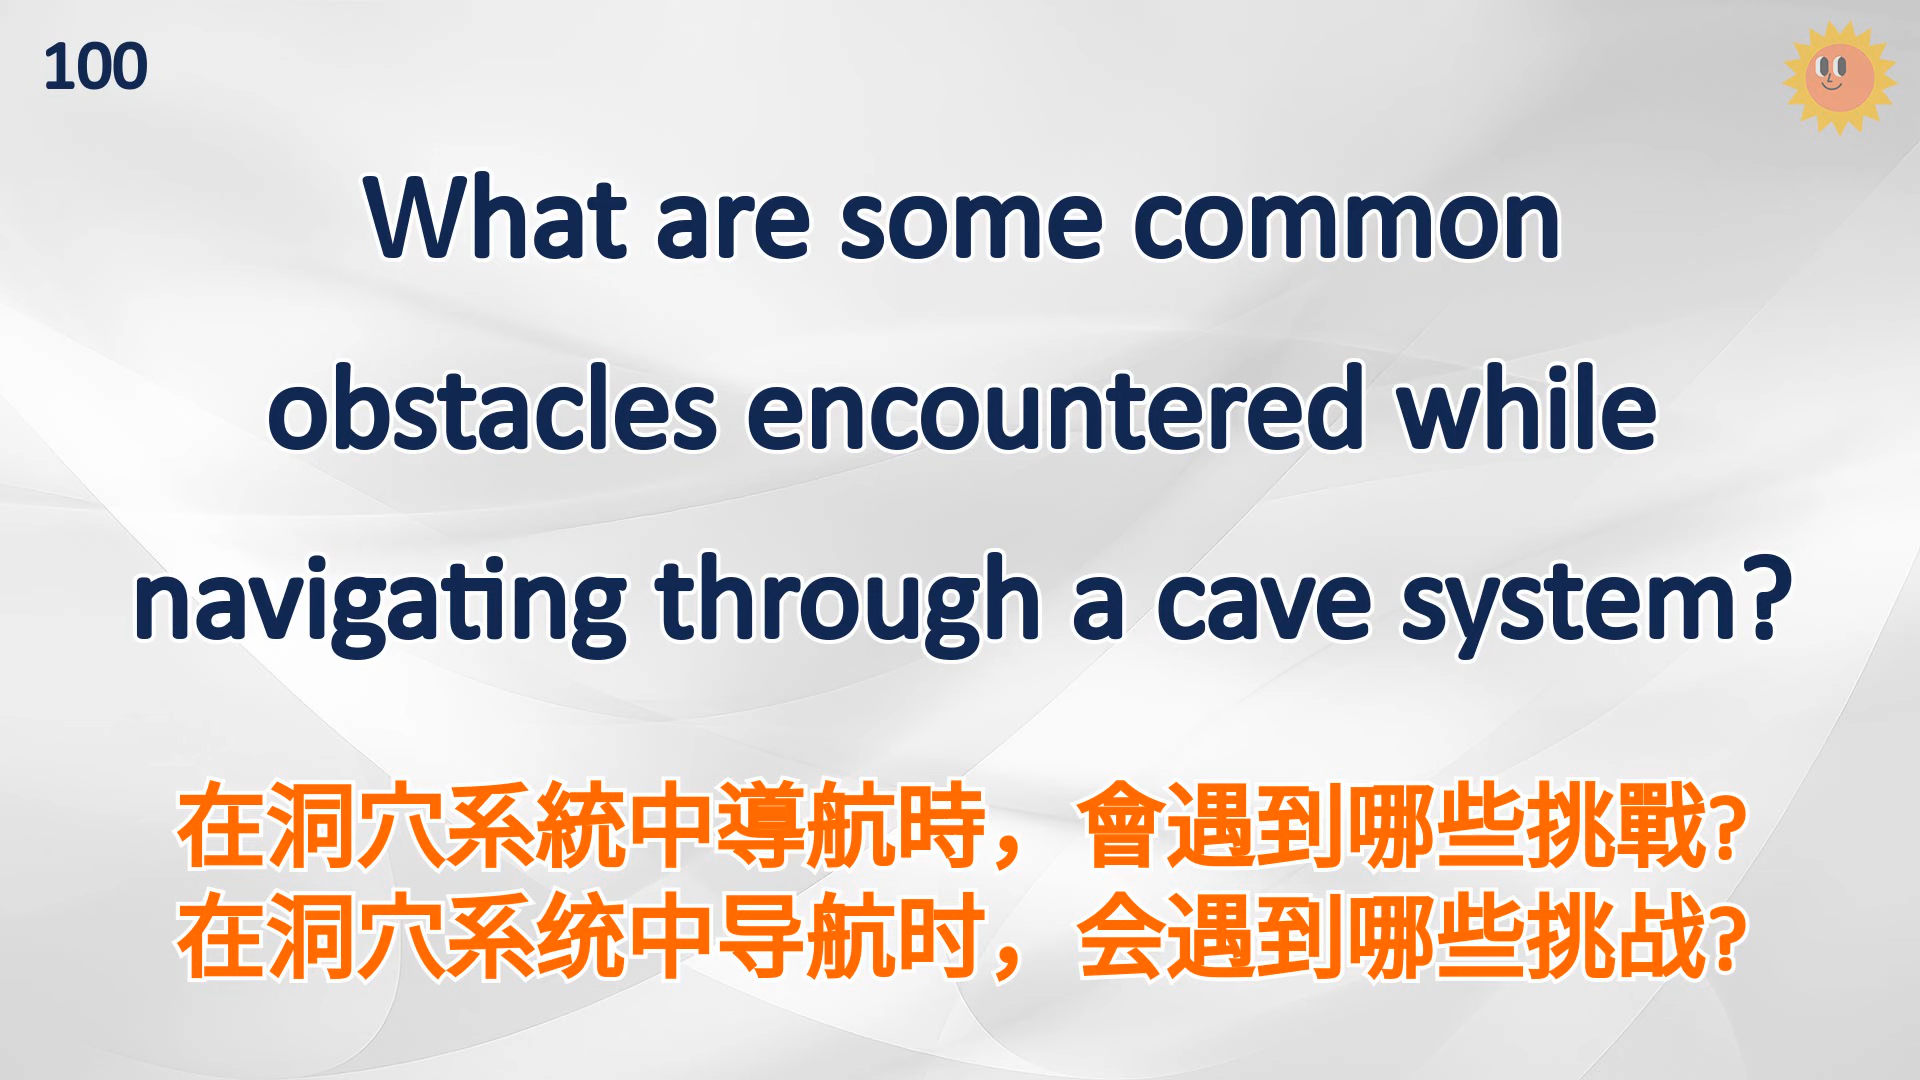 100
What are some common
obstacles encountered while
navigating through a cave system?
在洞穴系統中導航時，會遇到哪些挑戰?
在洞穴系统中导航时，会遇到哪些挑战?